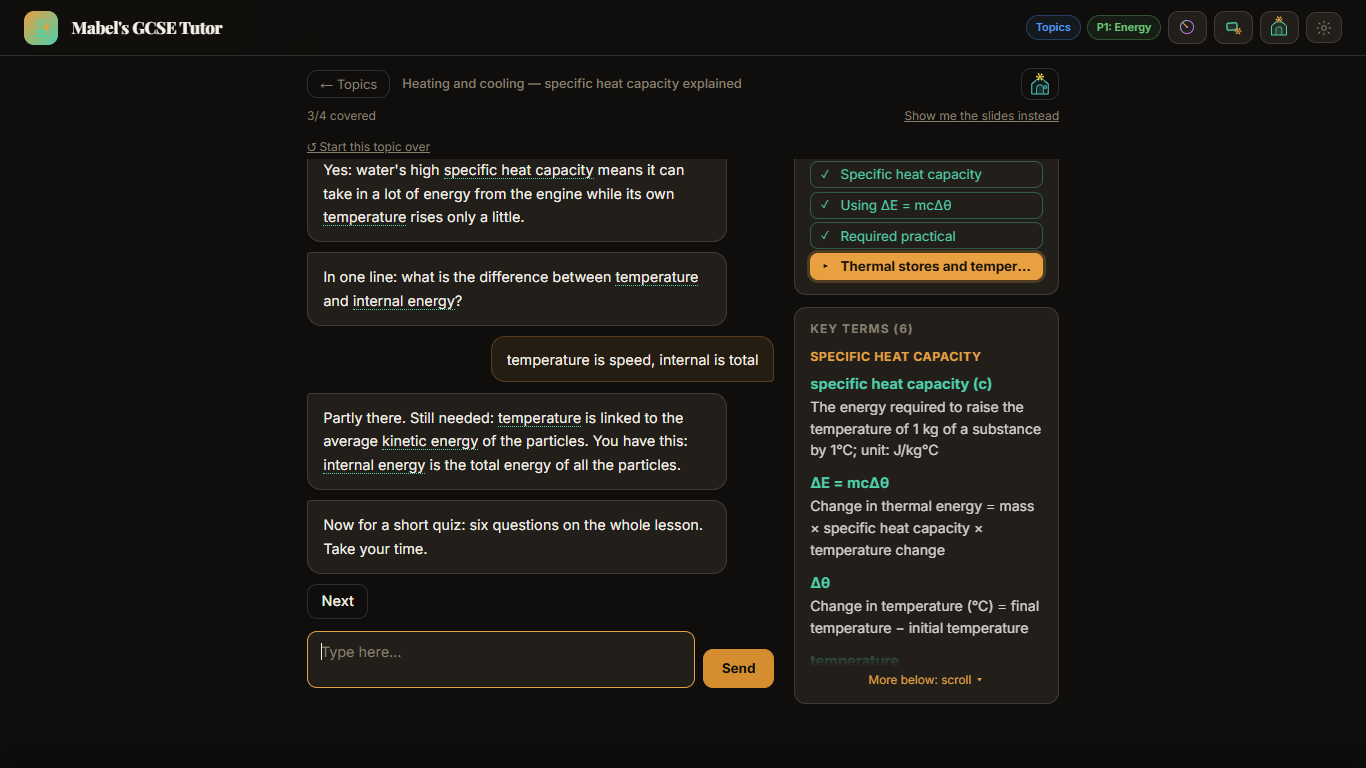 Mabel's GCSE Tutor
Topics
P1: Energy
← Topics
Heating and cooling — specific heat capacity explained
3/4 covered
Show me the slides instead
↺ Start this topic over
Yes: water's high specific heat capacity means it can
take in a lot of energy from the engine while its own
temperature rises only a little.
In one line: what is the difference between temperature
and internal energy?
temperature is speed, internal is total
Partly there. Still needed: temperature is linked to the
average kinetic energy of the particles. You have this:
internal energy is the total energy of all the particles.
Now for a short quiz: six questions on the whole lesson.
Take your time.
Next
Type here...
Send
✓ Specific heat capacity
✓ Using ΔE = mcΔθ
✓ Required practical
▸ Thermal stores and temper...
KEY TERMS (6)
SPECIFIC HEAT CAPACITY
specific heat capacity (c)
The energy required to raise the
temperature of 1 kg of a substance
by 1°C; unit: J/kg°C
ΔE = mcΔθ
Change in thermal energy = mass
× specific heat capacity ×
temperature change
Δθ
Change in temperature (°C) = final
temperature − initial temperature
temperature
More below: scroll ▾